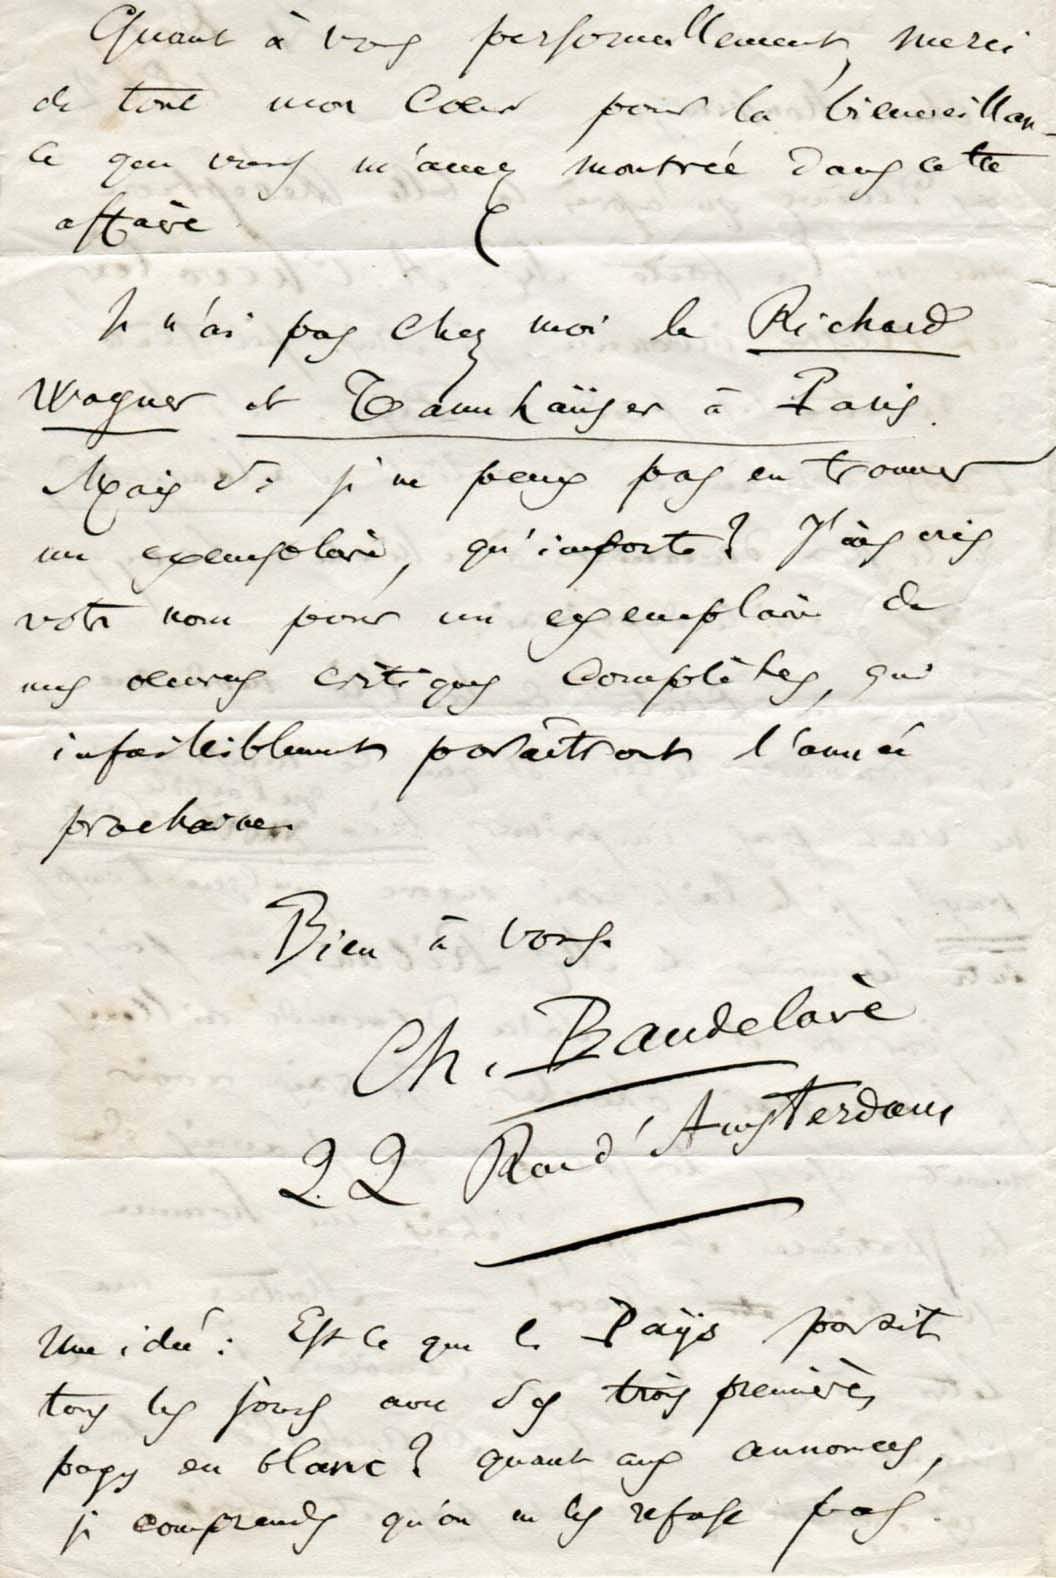 Quant à vous personnellement, merci
de tout mon cœur pour la bienveillan-
ce que vous m'avez montrée dans cette
affaire.
Je n'ai pas chez moi le Richard
Wagner et Tannhaüser à Paris.
Mais si je ne peux pas en trouver
un exemplaire, qu'importe? J'inscris
votre nom pour un exemplaire de
mes œuvres critiques complètes, qui
infailliblement paraîtront l'année
prochaine.
Bien à vous.
Ch. Baudelaire
22 Rue d'Amsterdam
Une idée : Est ce que le Païjs paraît
tous les jours avec ses trois premières
pages en blanc? quant aux annonces,
je comprends qu'on ne les refuse pas.